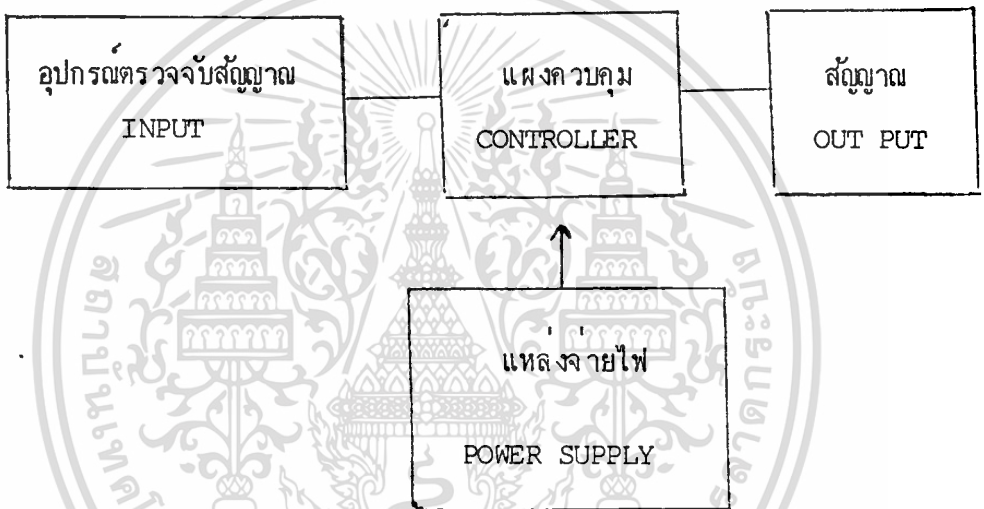 อุปกรณ์ตรวจจับสัญญาณ
INPUT
แผงควบคุม
CONTROLLER
สัญญาณ
OUT PUT
แหล่งจ่ายไฟ
POWER SUPPLY